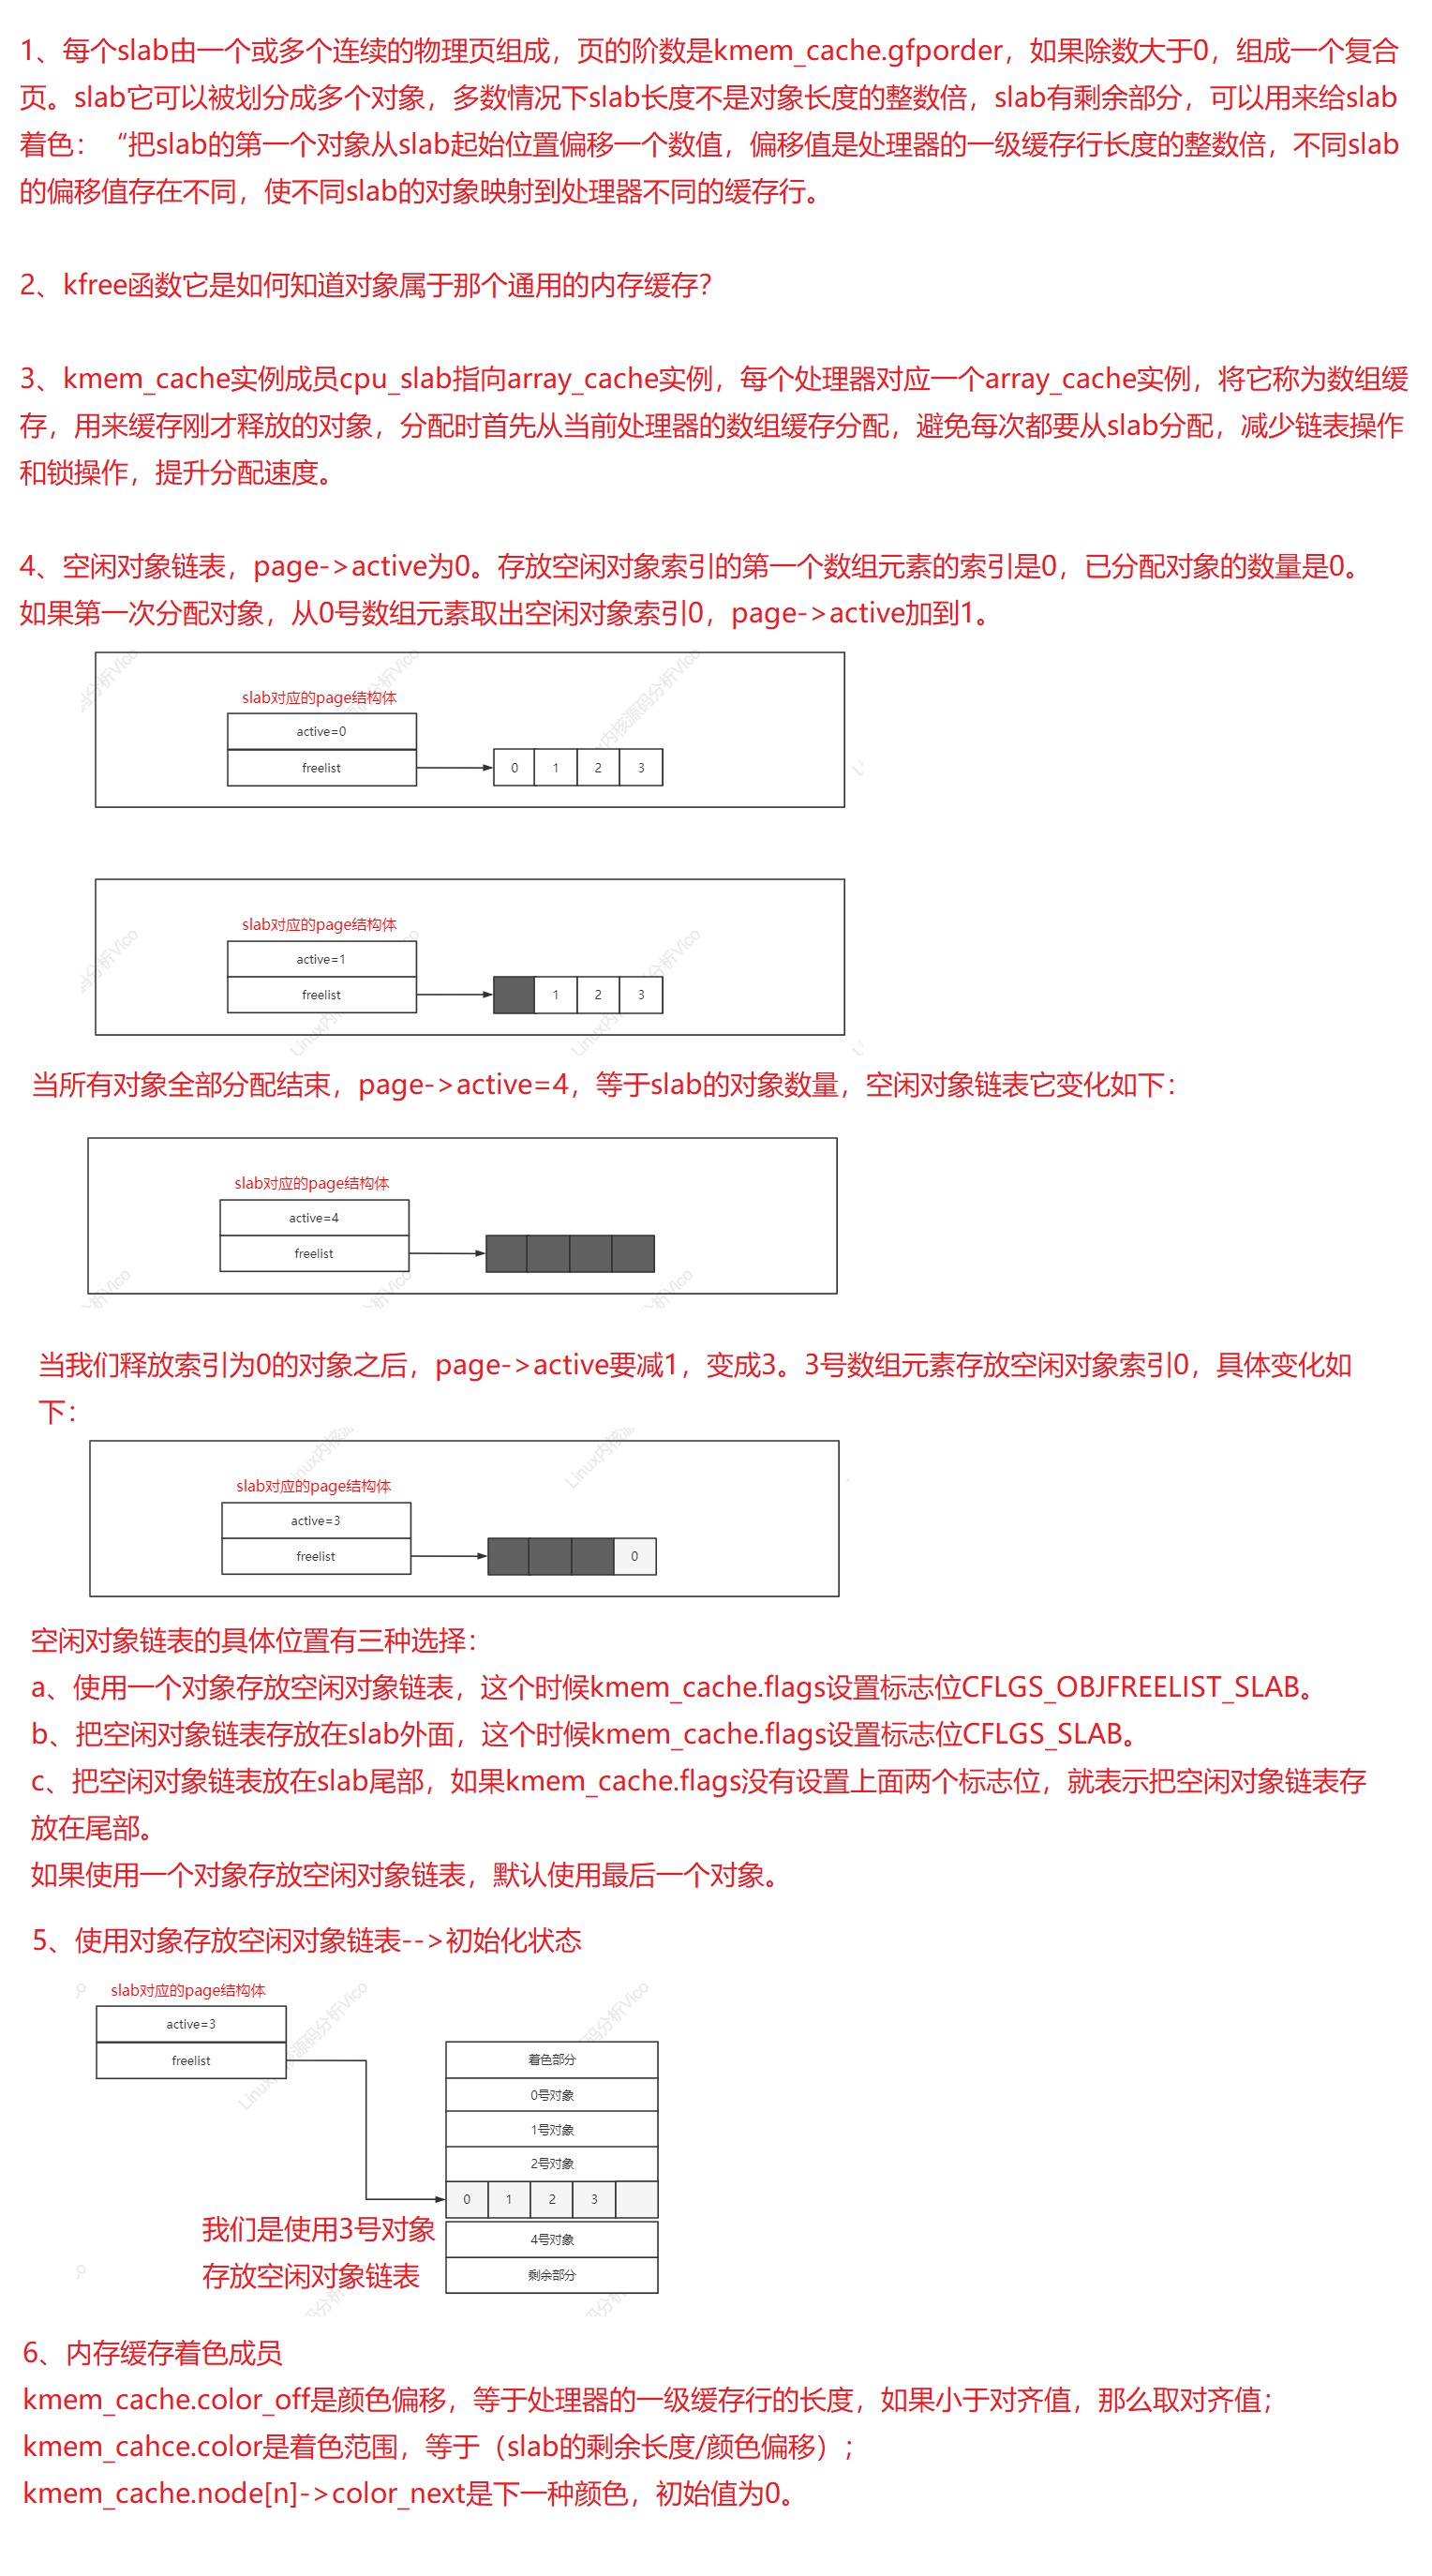 1、每个slab由一个或多个连续的物理页组成，页的阶数是kmem_cache.gfporder，如果除数大于0，组成一个复合
页。slab它可以被划分成多个对象，多数情况下slab长度不是对象长度的整数倍，slab有剩余部分，可以用来给slab
着色：“把slab的第一个对象从slab起始位置偏移一个数值，偏移值是处理器的一级缓存行长度的整数倍，不同slab
的偏移值存在不同，使不同slab的对象映射到处理器不同的缓存行。
2、kfree函数它是如何知道对象属于那个通用的内存缓存？
3、kmem_cache实例成员cpu_slab指向array_cache实例，每个处理器对应一个array_cache实例，将它称为数组缓
存，用来缓存刚才释放的对象，分配时首先从当前处理器的数组缓存分配，避免每次都要从slab分配，减少链表操作
和锁操作，提升分配速度。
4、空闲对象链表，page->active为0。存放空闲对象索引的第一个数组元素的索引是0，已分配对象的数量是0。
如果第一次分配对象，从0号数组元素取出空闲对象索引0，page->active加到1。
slab对应的page结构体
active=0
freelist
0 1 2 3
slab对应的page结构体
active=1
freelist
1 2 3
当所有对象全部分配结束，page->active=4，等于slab的对象数量，空闲对象链表它变化如下：
slab对应的page结构体
active=4
freelist
当我们释放索引为0的对象之后，page->active要减1，变成3。3号数组元素存放空闲对象索引0，具体变化如
下：
slab对应的page结构体
active=3
freelist
0
空闲对象链表的具体位置有三种选择：
a、使用一个对象存放空闲对象链表，这个时候kmem_cache.flags设置标志位CFLGS_OBJFREELIST_SLAB。
b、把空闲对象链表存放在slab外面，这个时候kmem_cache.flags设置标志位CFLGS_SLAB。
c、把空闲对象链表放在slab尾部，如果kmem_cache.flags没有设置上面两个标志位，就表示把空闲对象链表存
放在尾部。
如果使用一个对象存放空闲对象链表，默认使用最后一个对象。
5、使用对象存放空闲对象链表-->初始化状态
slab对应的page结构体
active=3
freelist
着色部分
0号对象
1号对象
2号对象
0 1 2 3
我们是使用3号对象
存放空闲对象链表
4号对象
剩余部分
6、内存缓存着色成员
kmem_cache.color_off是颜色偏移，等于处理器的一级缓存行的长度，如果小于对齐值，那么取对齐值；
kmem_cahce.color是着色范围，等于（slab的剩余长度/颜色偏移）；
kmem_cache.node[n]->color_next是下一种颜色，初始值为0。